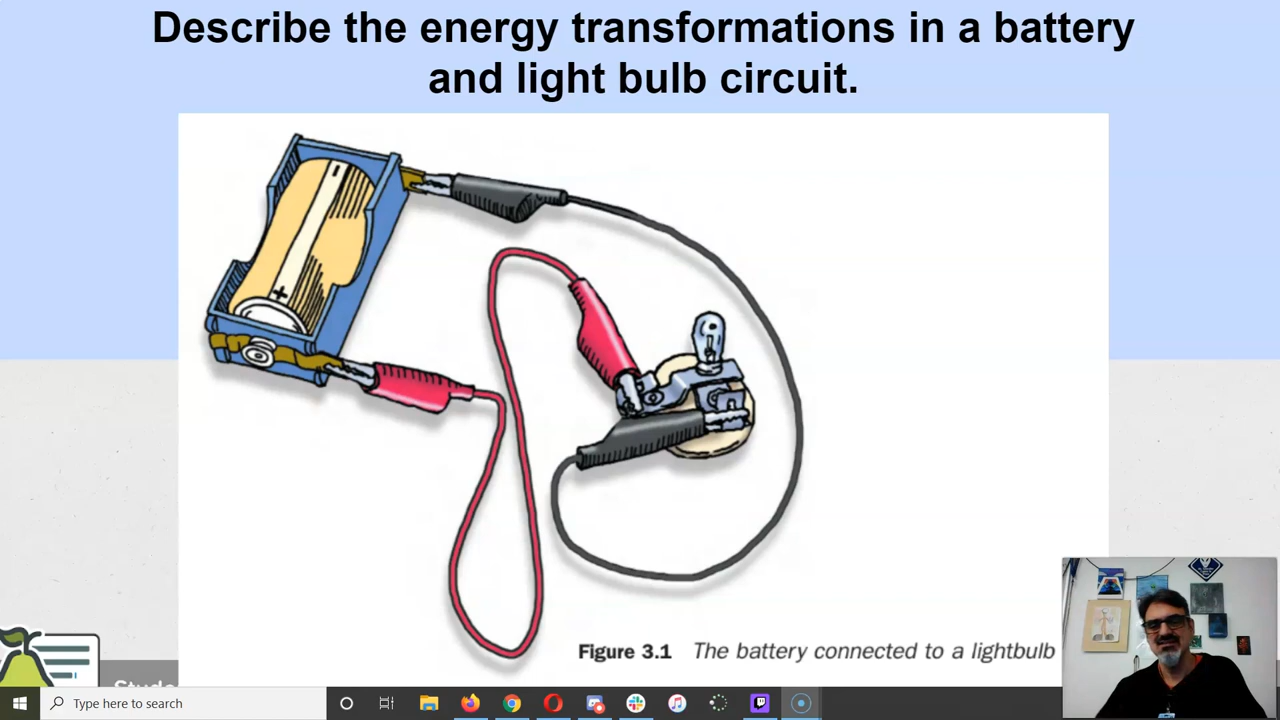 Describe the energy transformations in a battery
and light bulb circuit.
-
+
Figure 3.1 The battery connected to a lightbulb
Type here to search